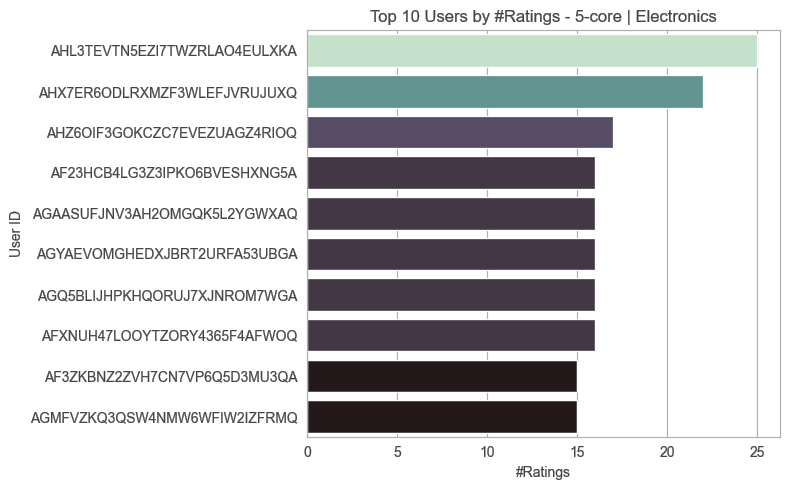 Top 10 Users by #Ratings - 5-core | Electronics
AHL3TEVTN5EZI7TWZRLAO4EULXKA
AHX7ER6ODLRXMZF3WLEFJVRUJUXQ
AHZ6OIF3GOKCZC7EVEZUAGZ4RIOQ
AF23HCB4LG3Z3IPKO6BVESHXNG5A
AGAASUFJNV3AH2OMGQK5L2YGWXAQ
AGYAEVOMGHEDXJBRT2URFA53UBGA
AGQ5BLIJHPKHQORUJ7XJNROM7WGA
AFXNUH47LOOYTZORY4365F4AFWOQ
AF3ZKBNZ2ZVH7CN7VP6Q5D3MU3QA
AGMFVZKQ3QSW4NMW6WFIW2IZFRMQ
User ID
0 5 10 15 20 25
#Ratings